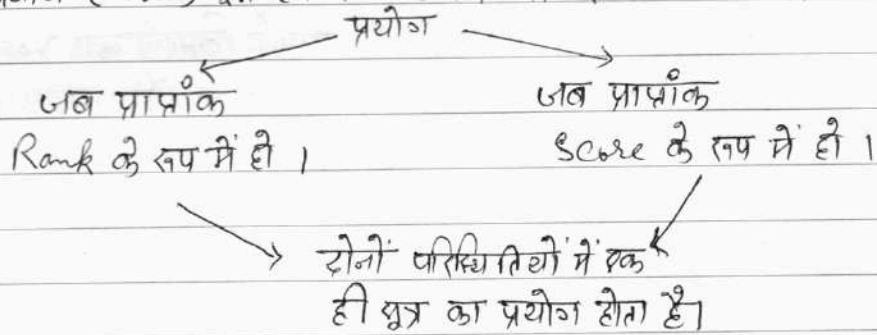 प्रयोग
जब प्राप्तांक
Rank के रूप में हो ।
जब प्राप्तांक
Score के रूप में हो ।
दोनों परिस्थितियों में एक
ही सूत्र का प्रयोग होता है।